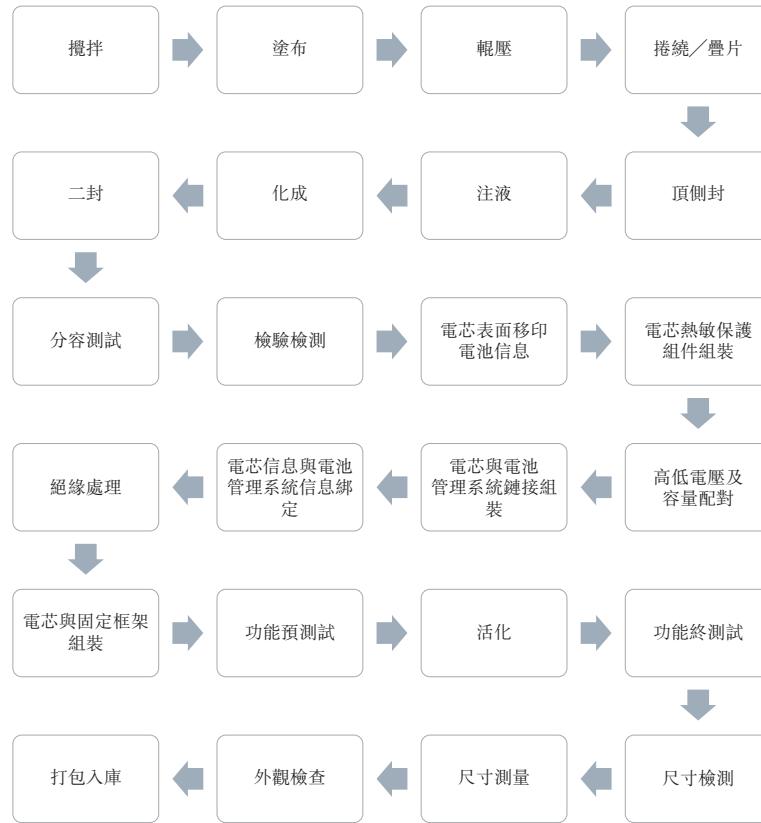 攪拌
塗布
輥壓
捲繞／疊片
頂側封
注液
化成
二封
分容測試
檢驗檢測
電芯表面移印
電池信息
電芯熱敏保護
組件組裝
高低電壓及
容量配對
電芯與電池
管理系統鏈接組
裝
電芯信息與電池
管理系統信息綁
定
絕緣處理
電芯與固定框架
組裝
功能預測試
活化
功能終測試
尺寸檢測
尺寸測量
外觀檢查
打包入庫